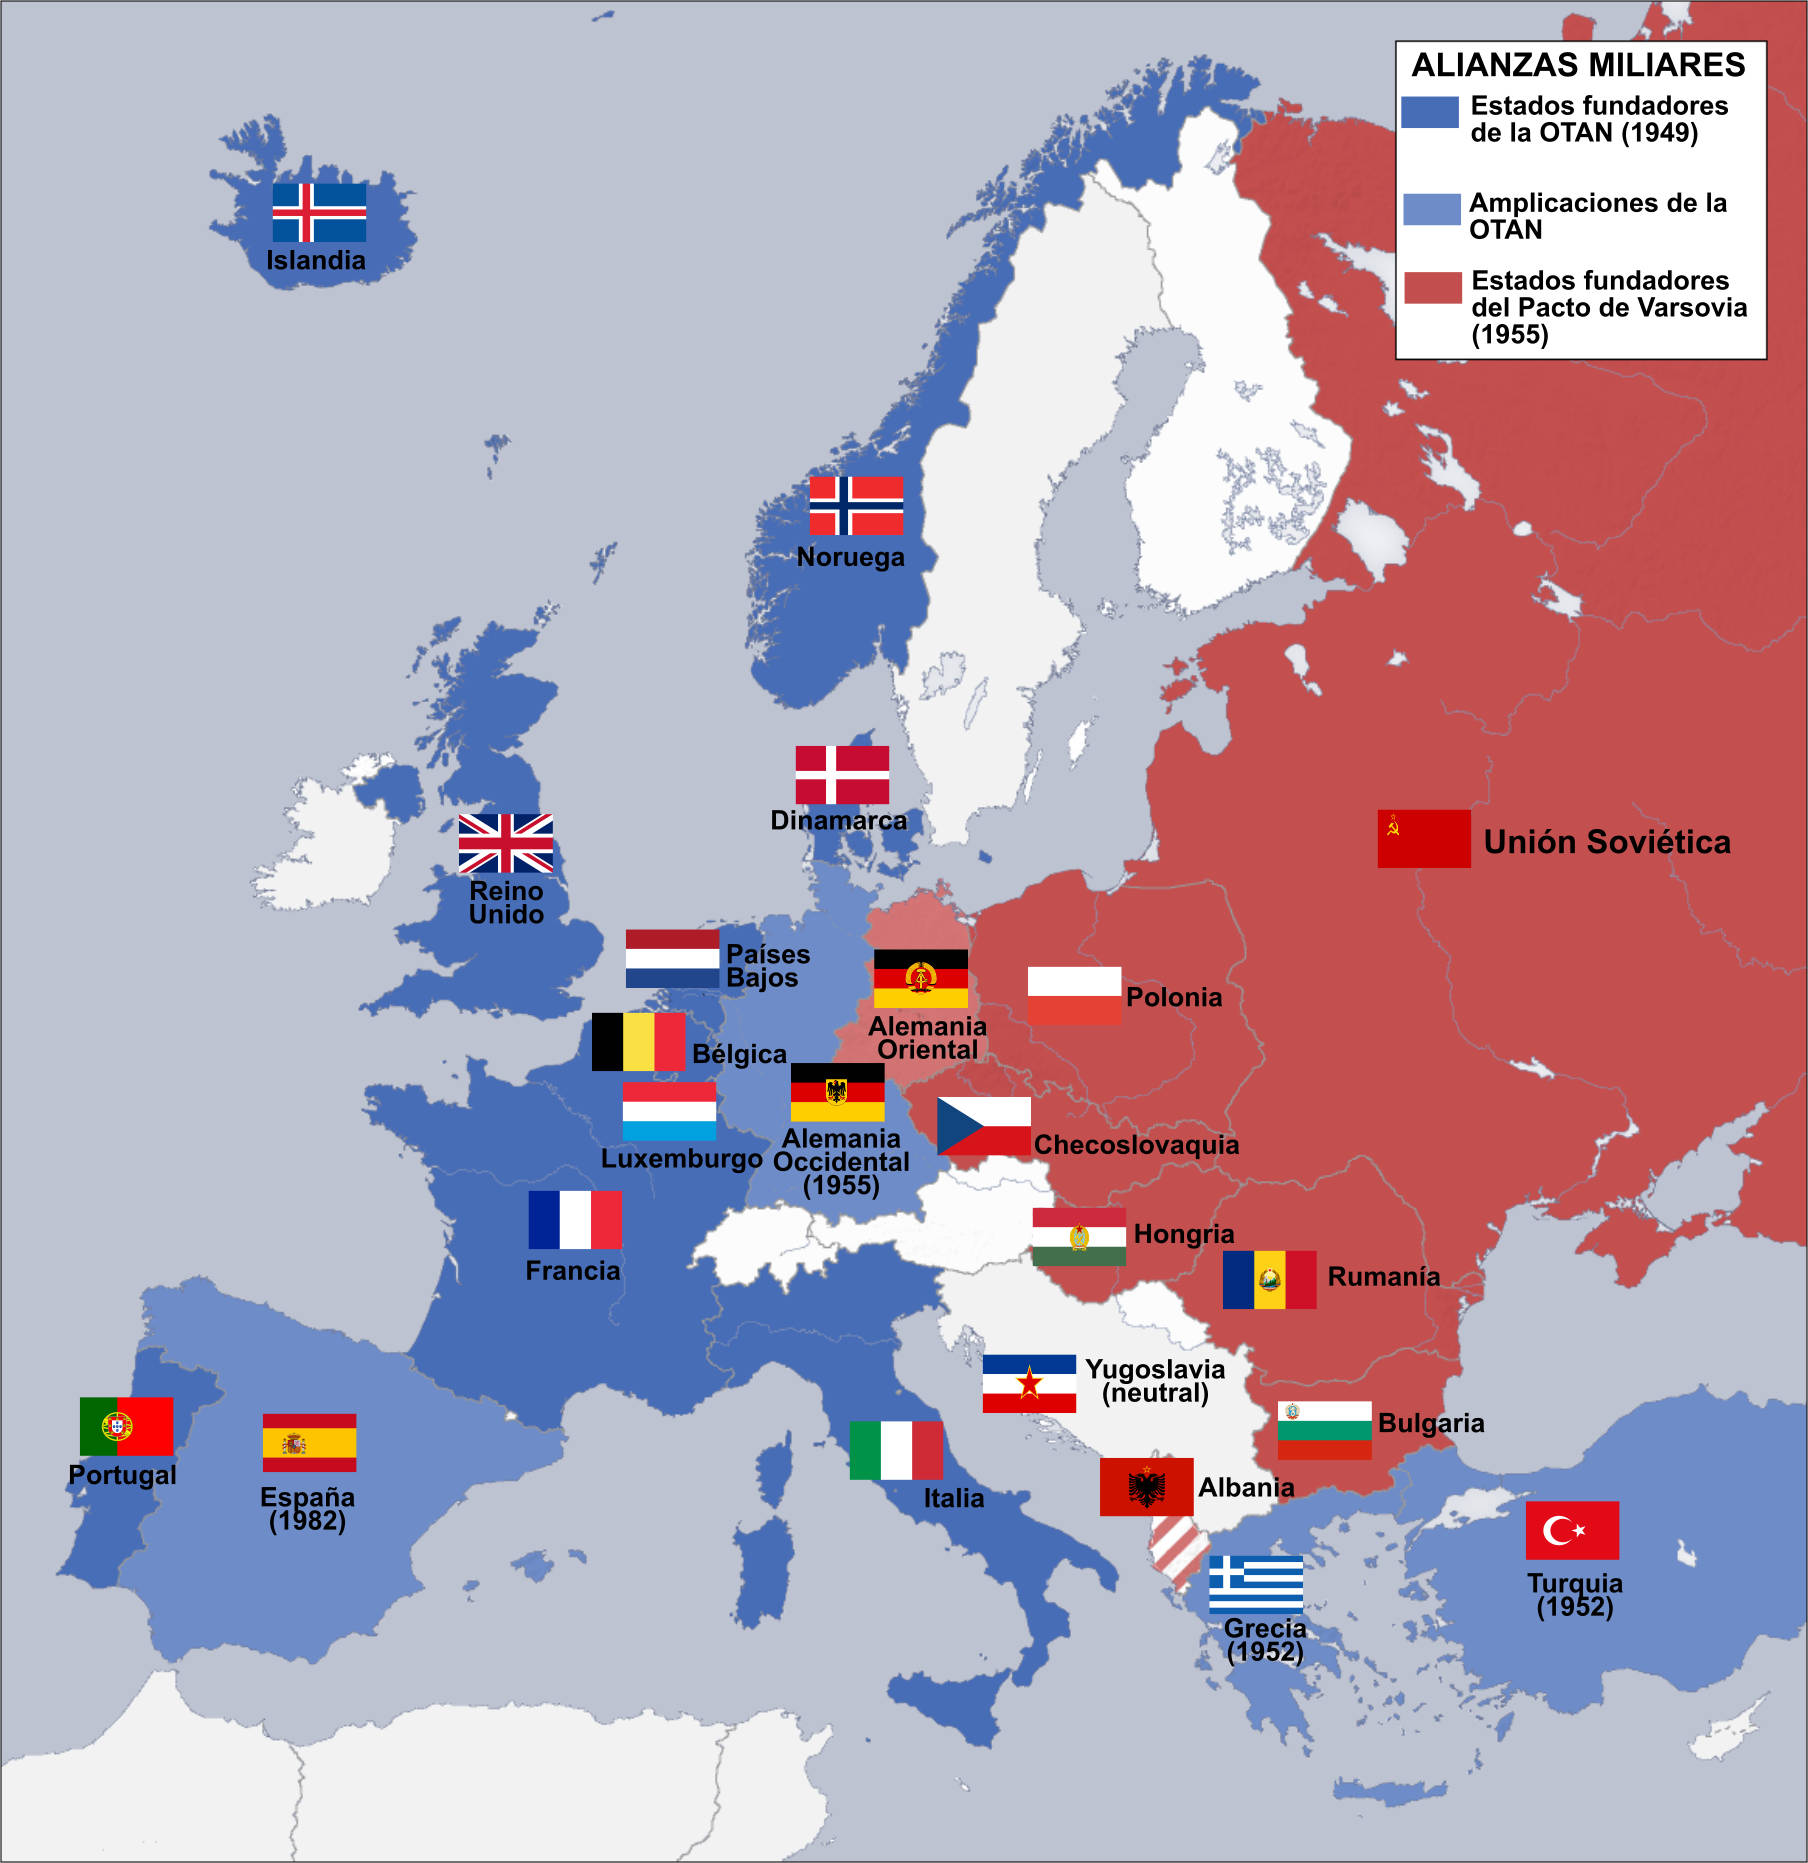 ALIANZAS MILIARES
Estados fundadores
de la OTAN (1949)
Amplicaciones de la
OTAN
Estados fundadores
del Pacto de Varsovia
(1955)
Islandia
Noruega
Dinamarca
Unión Soviética
Reino
Unido
Países
Bajos
Polonia
Alemania
Oriental
Bélgica
Alemania
Occidental
(1955)
Checoslovaquia
Luxemburgo
Francia
Hongria
Rumanía
Yugoslavia
(neutral)
Bulgaria
Portugal
España
(1982)
Italia
Albania
Turquia
(1952)
Grecia
(1952)